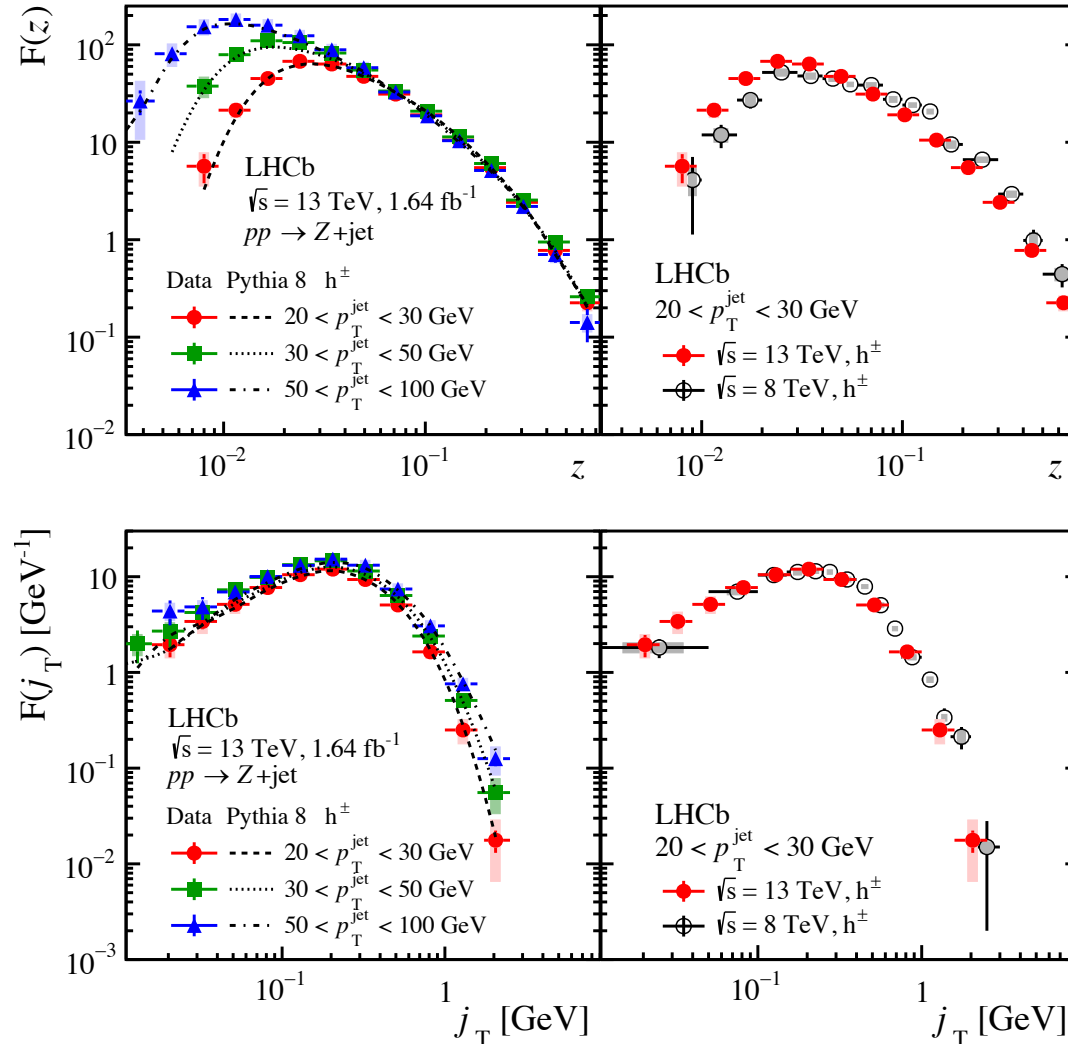 F(z)
10²
10
1
10⁻¹
10⁻²
LHCb
√s = 13 TeV, 1.64 fb⁻¹
pp → Z+jet
Data Pythia 8 h±
20 < p_T^jet < 30 GeV
30 < p_T^jet < 50 GeV
50 < p_T^jet < 100 GeV
10⁻² 10⁻¹ z
LHCb
20 < p_T^jet < 30 GeV
√s = 13 TeV, h±
√s = 8 TeV, h±
10⁻² 10⁻¹ z
F(j_T) [GeV⁻¹]
10
1
10⁻¹
10⁻²
10⁻³
LHCb
√s = 13 TeV, 1.64 fb⁻¹
pp → Z+jet
Data Pythia 8 h±
20 < p_T^jet < 30 GeV
30 < p_T^jet < 50 GeV
50 < p_T^jet < 100 GeV
10⁻¹ 1
j_T [GeV]
LHCb
20 < p_T^jet < 30 GeV
√s = 13 TeV, h±
√s = 8 TeV, h±
10⁻¹ 1
j_T [GeV]